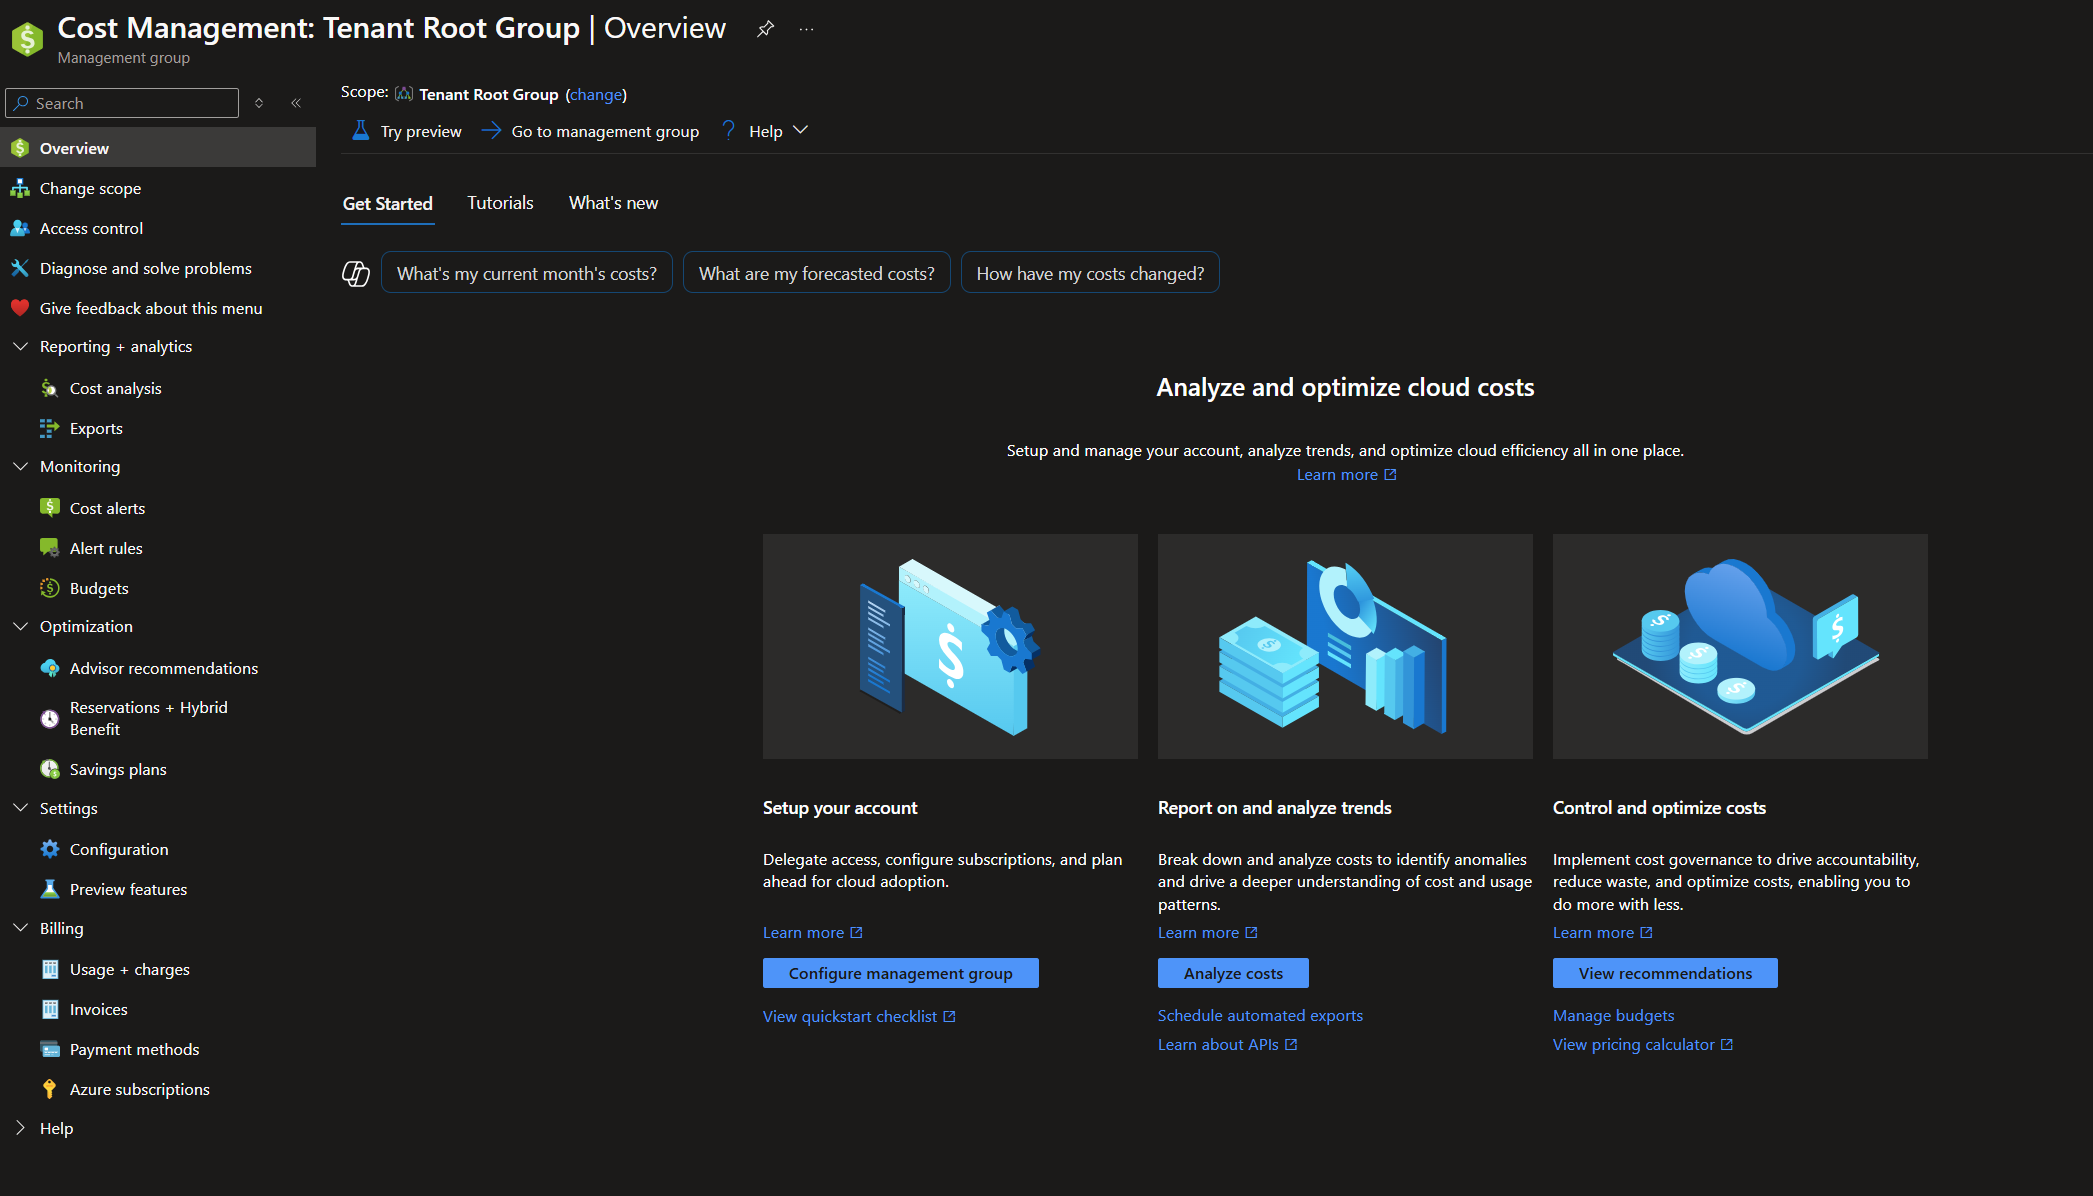 Cost Management: Tenant Root Group | Overview
Management group
Search
Overview
Change scope
Access control
Diagnose and solve problems
Give feedback about this menu
Reporting + analytics
Cost analysis
Exports
Monitoring
Cost alerts
Alert rules
Budgets
Optimization
Advisor recommendations
Reservations + Hybrid
Benefit
Savings plans
Settings
Configuration
Preview features
Billing
Usage + charges
Invoices
Payment methods
Azure subscriptions
Help
Scope: Tenant Root Group (change)
Try preview Go to management group Help
Get Started Tutorials What's new
What's my current month's costs? What are my forecasted costs? How have my costs changed?
Analyze and optimize cloud costs
Setup and manage your account, analyze trends, and optimize cloud efficiency all in one place.
Learn more
Setup your account
Delegate access, configure subscriptions, and plan
ahead for cloud adoption.
Learn more
Configure management group
View quickstart checklist
Report on and analyze trends
Break down and analyze costs to identify anomalies
and drive a deeper understanding of cost and usage
patterns.
Learn more
Analyze costs
Schedule automated exports
Learn about APIs
Control and optimize costs
Implement cost governance to drive accountability,
reduce waste, and optimize costs, enabling you to
do more with less.
Learn more
View recommendations
Manage budgets
View pricing calculator